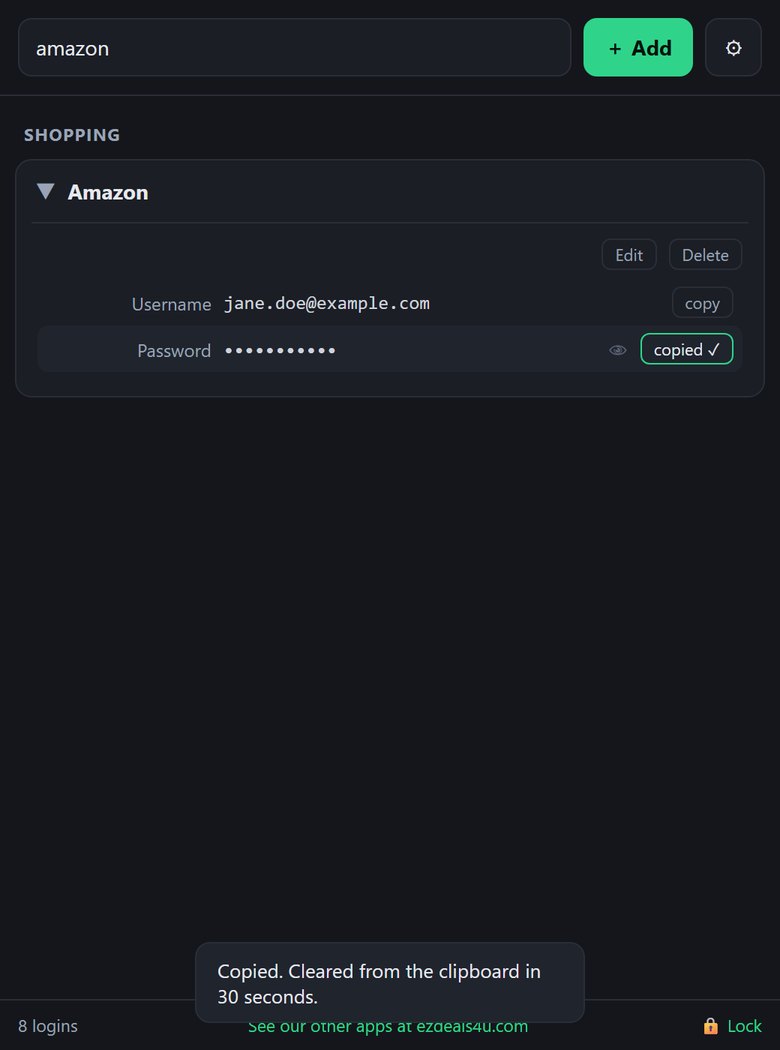 amazon
+ Add
SHOPPING
Amazon
Edit Delete
Username jane.doe@example.com copy
Password ••••••••••• copied ✓
Copied. Cleared from the clipboard in
30 seconds.
8 logins See our other apps at ezdeals4u.com Lock